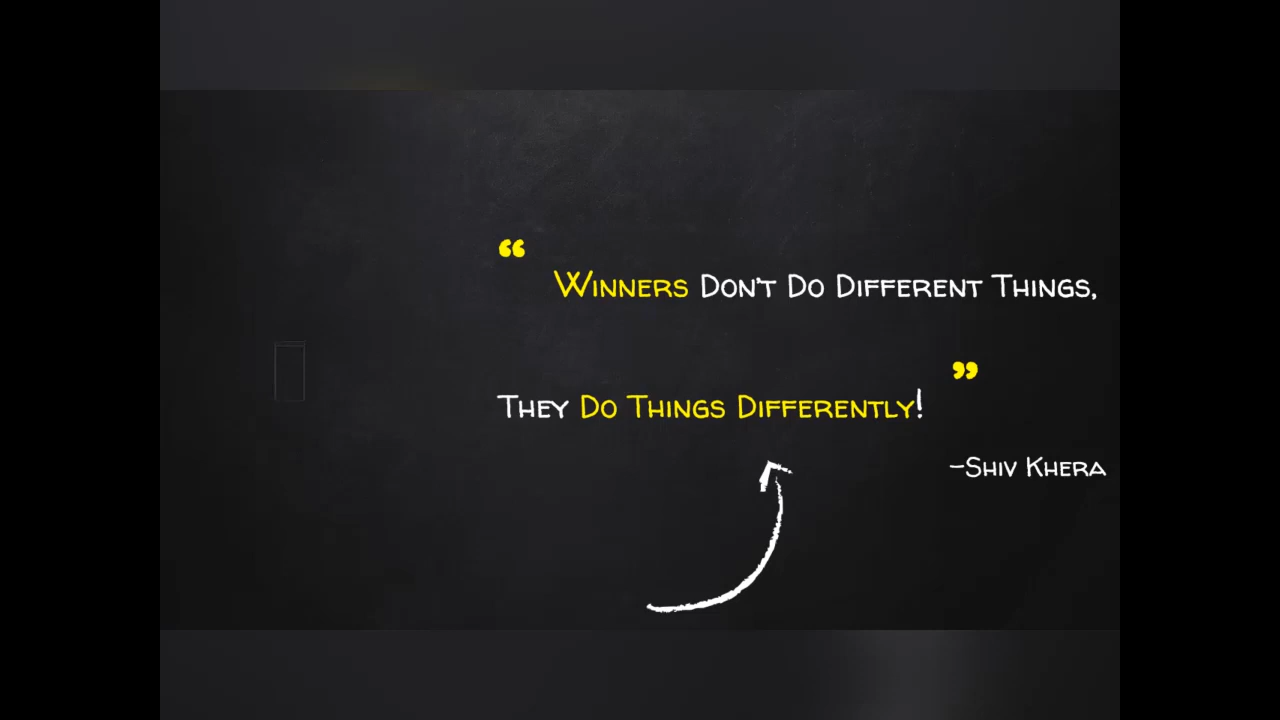 “ Winners Don't Do Different Things,
They Do Things Differently! ”
-Shiv Khera